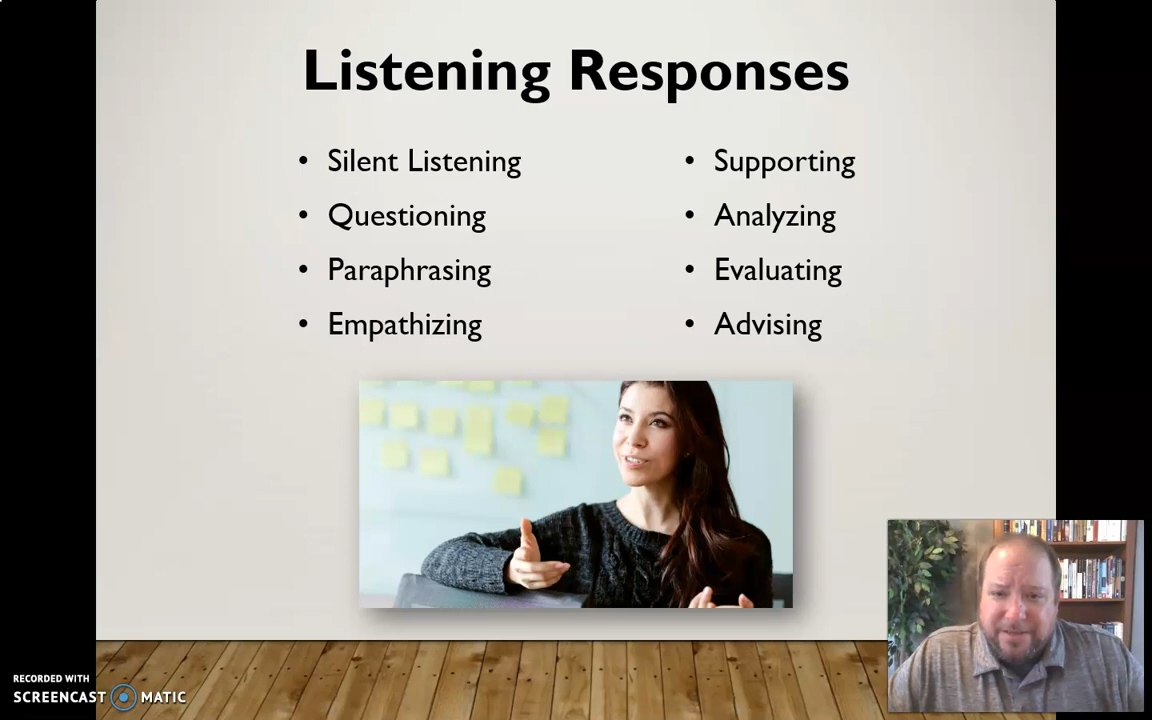 Listening Responses
• Silent Listening
• Questioning
• Paraphrasing
• Empathizing
• Supporting
• Analyzing
• Evaluating
• Advising
RECORDED WITH
SCREENCAST MATIC